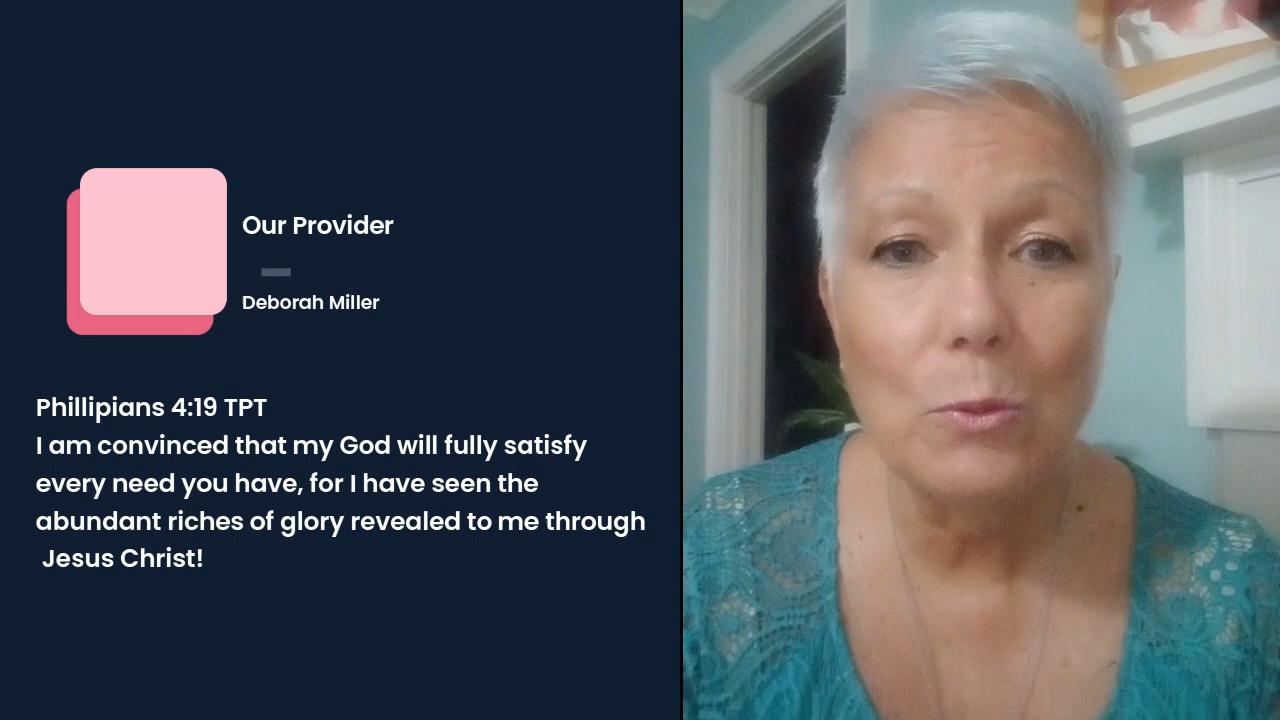 Our Provider
Deborah Miller
Phillipians 4:19 TPT
I am convinced that my God will fully satisfy
every need you have, for I have seen the
abundant riches of glory revealed to me through
Jesus Christ!